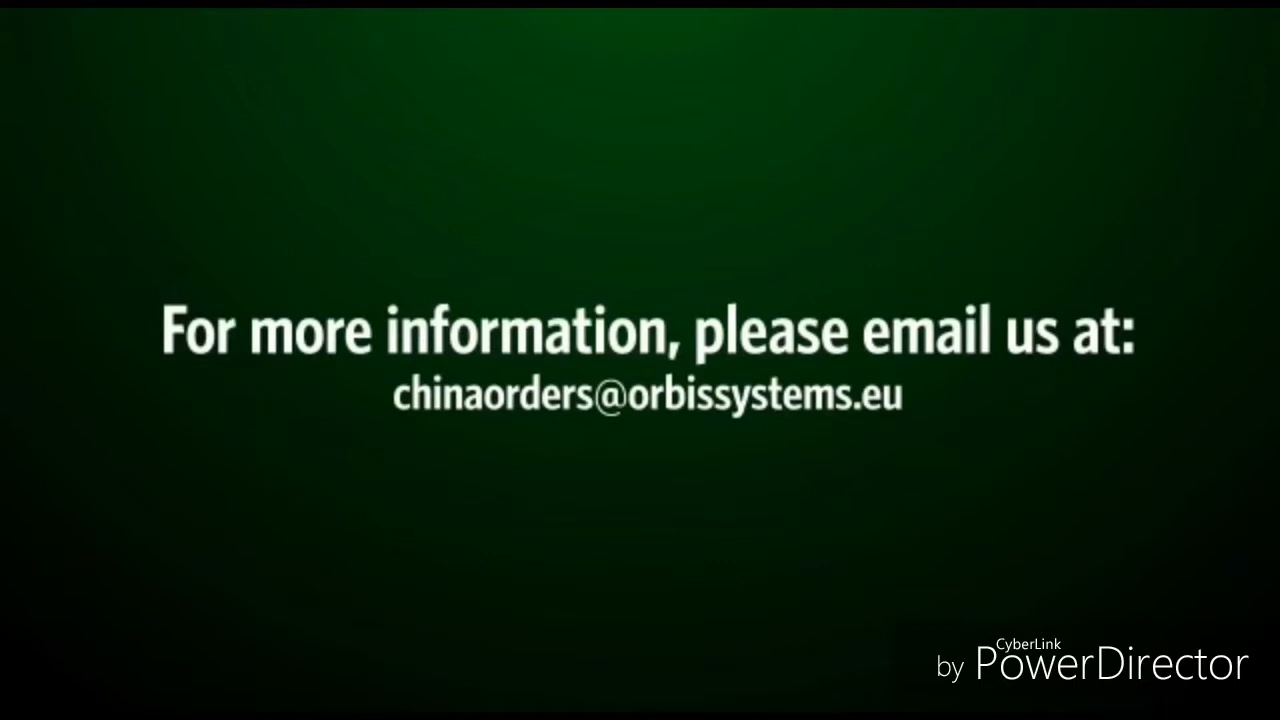 For more information, please email us at:
chinaorders@orbissystems.eu
CyberLink
by PowerDirector